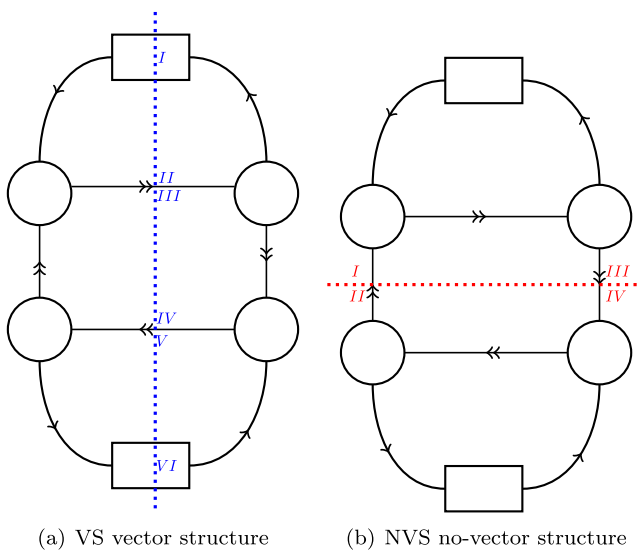 I
II
III
I
III
II
IV
IV
V
VI
(a) VS vector structure
(b) NVS no-vector structure